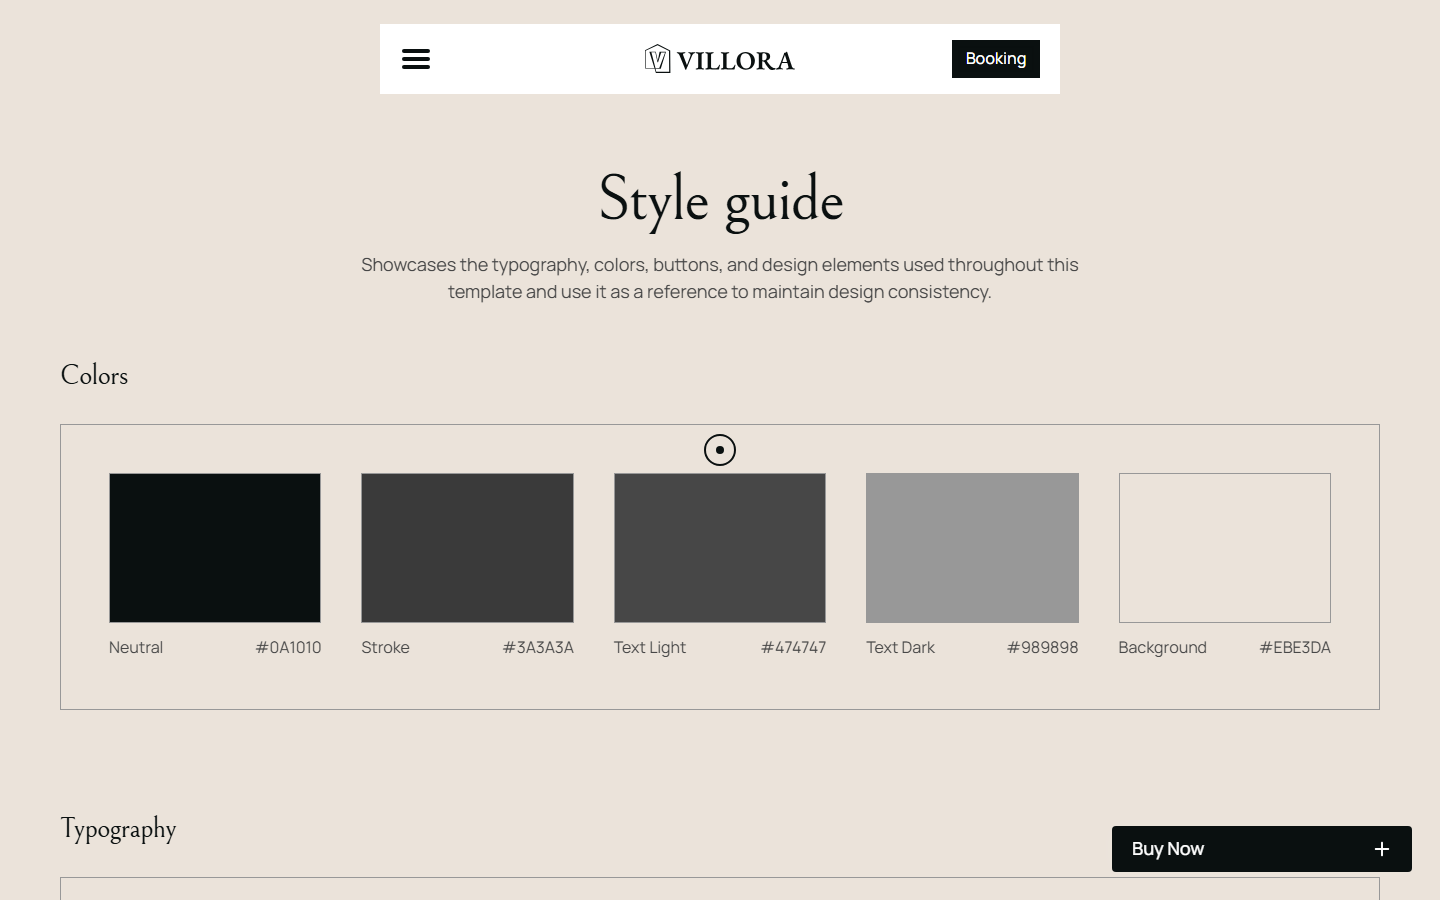 VILLORA
Booking
Style guide
Showcases the typography, colors, buttons, and design elements used throughout this
template and use it as a reference to maintain design consistency.
Colors
Neutral #0A1010
Stroke #3A3A3A
Text Light #474747
Text Dark #989898
Background #EBE3DA
Typography
Buy Now